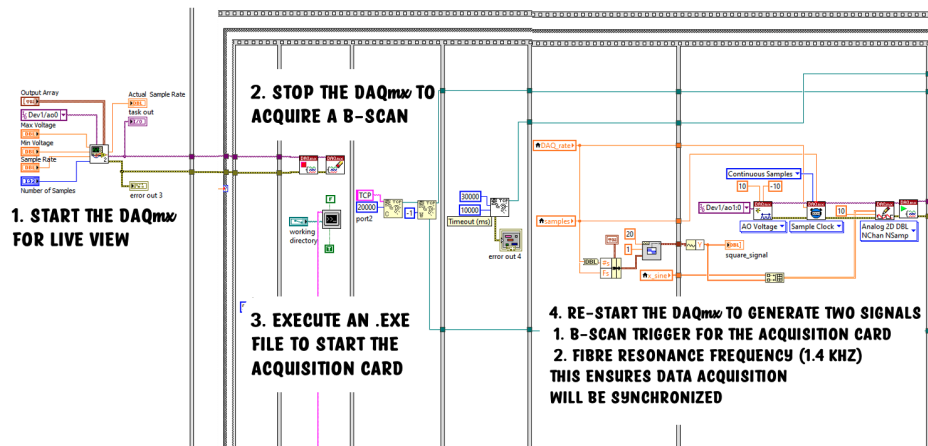 Output Array
Actual Sample Rate
task out
Dev1/ao0
Max Voltage
Min Voltage
Sample Rate
Number of Samples
error out 3
1. START THE DAQmx
FOR LIVE VIEW
2. STOP THE DAQmx TO
ACQUIRE A B-SCAN
working
directory
TCP
20000
port2
-1
3. EXECUTE AN .EXE
FILE TO START THE
ACQUISITION CARD
30000
10000
Timeout (ms)
error out 4
DAQ_rate
samples
DBL
#s
Fs
20
1
x_sine
square_signal
Continuous Samples
10
-10
Dev1/ao1:0
AO Voltage
Sample Clock
10
Analog 2D DBL
NChan NSamp
4. RE-START THE DAQmx TO GENERATE TWO SIGNALS
1. B-SCAN TRIGGER FOR THE ACQUISITION CARD
2. FIBRE RESONANCE FREQUENCY (1.4 KHZ)
THIS ENSURES DATA ACQUISITION
WILL BE SYNCHRONIZED